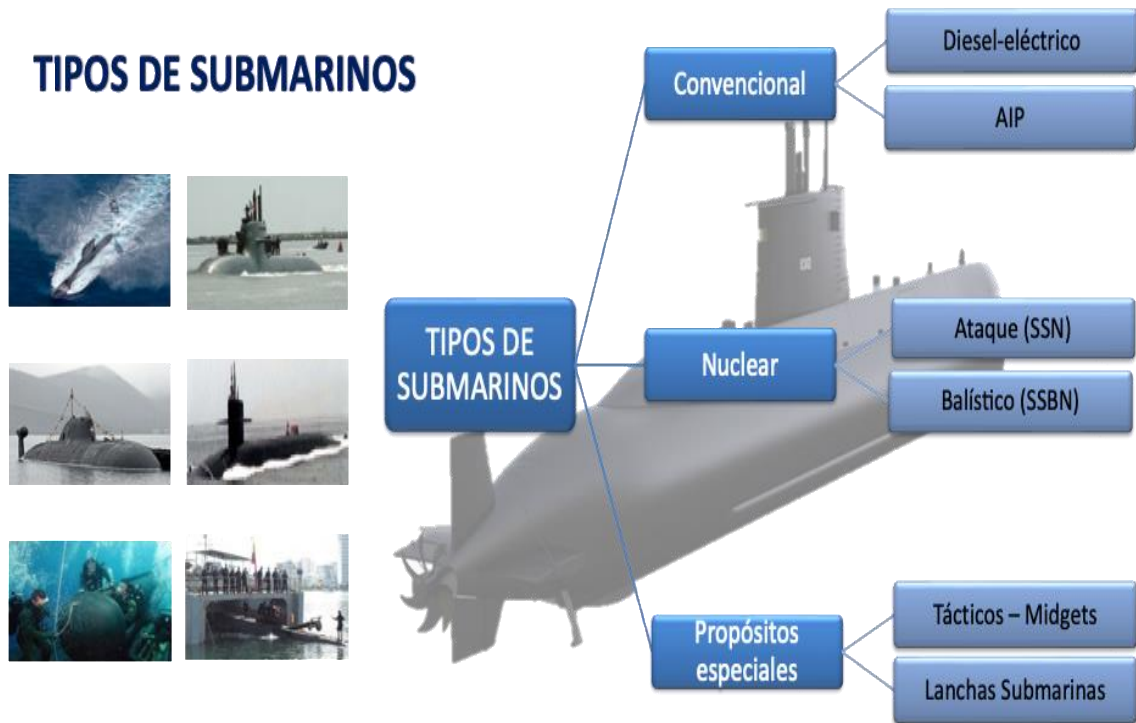 TIPOS DE SUBMARINOS
Convencional
Diesel-eléctrico
AIP
TIPOS DE
SUBMARINOS
Nuclear
Ataque (SSN)
Balístico (SSBN)
Propósitos
especiales
Tácticos – Midgets
Lanchas Submarinas